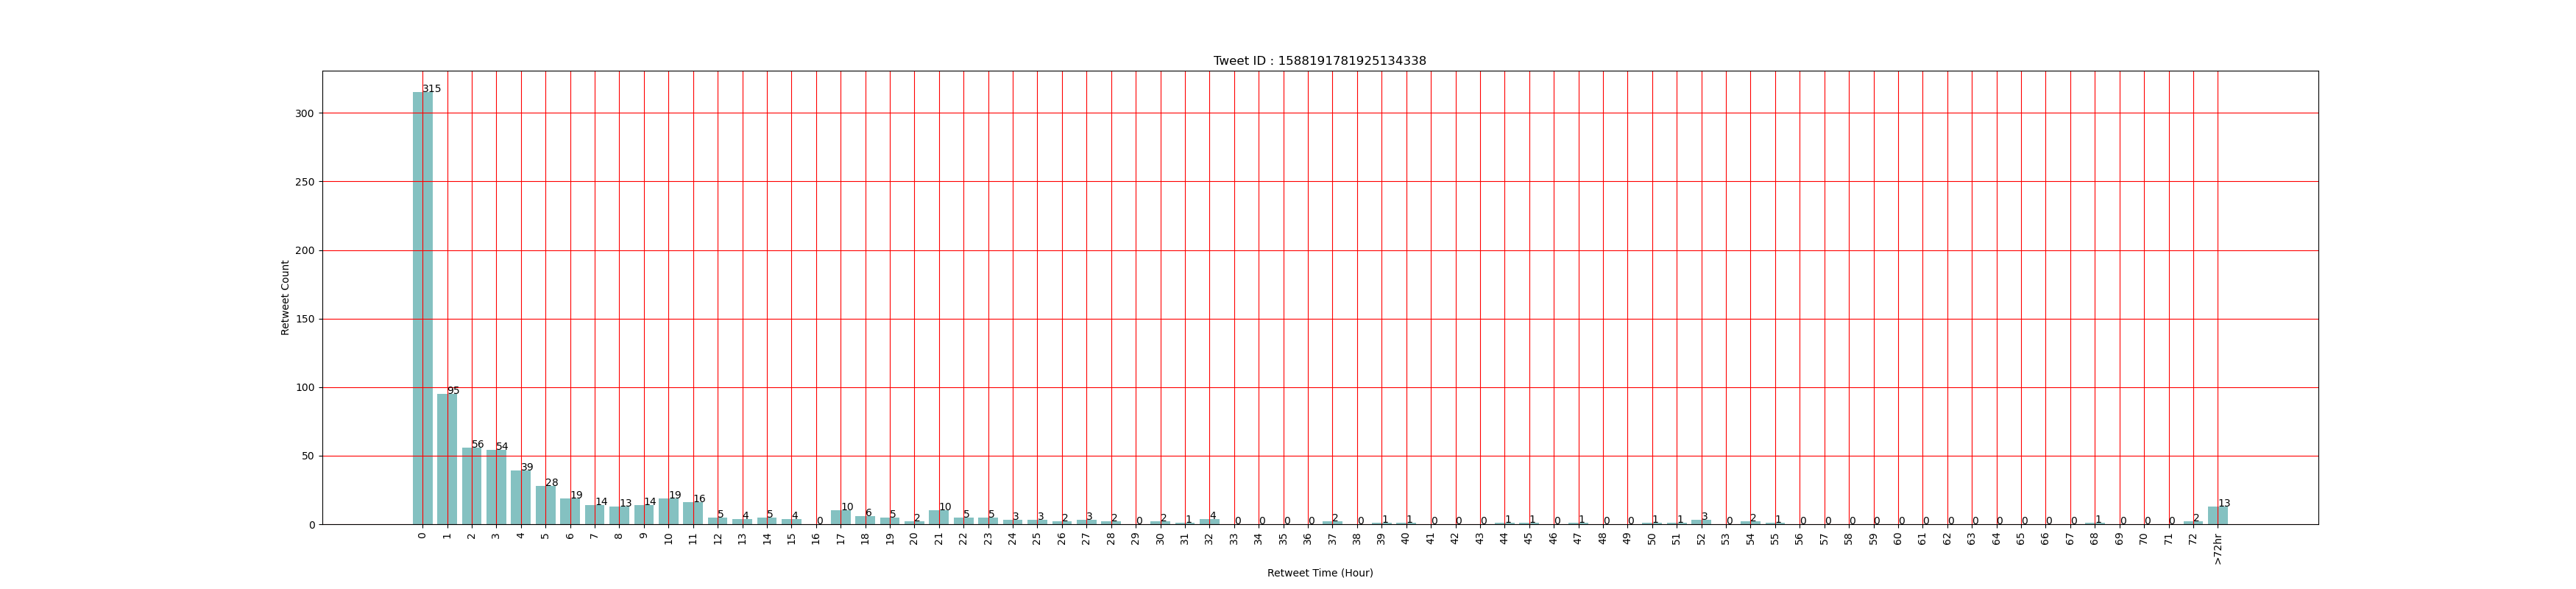 Tweet ID : 1588191781925134338
300
250
200
150
100
50
0
Retweet Count
315 95 56 54 39 28 19 14 13 14 19 16 5 4 5 4 0 10 6 5 2 10 5 5 3 3 2 3 2 0 2 1 4 0 0 0 0 2 0 1 1 0 0 0 1 1 0 1 0 0 1 1 3 0 2 1 0 0 0 0 0 0 0 0 0 0 0 0 1 0 0 0 2 13
0 1 2 3 4 5 6 7 8 9 10 11 12 13 14 15 16 17 18 19 20 21 22 23 24 25 26 27 28 29 30 31 32 33 34 35 36 37 38 39 40 41 42 43 44 45 46 47 48 49 50 51 52 53 54 55 56 57 58 59 60 61 62 63 64 65 66 67 68 69 70 71 72 >72hr
Retweet Time (Hour)